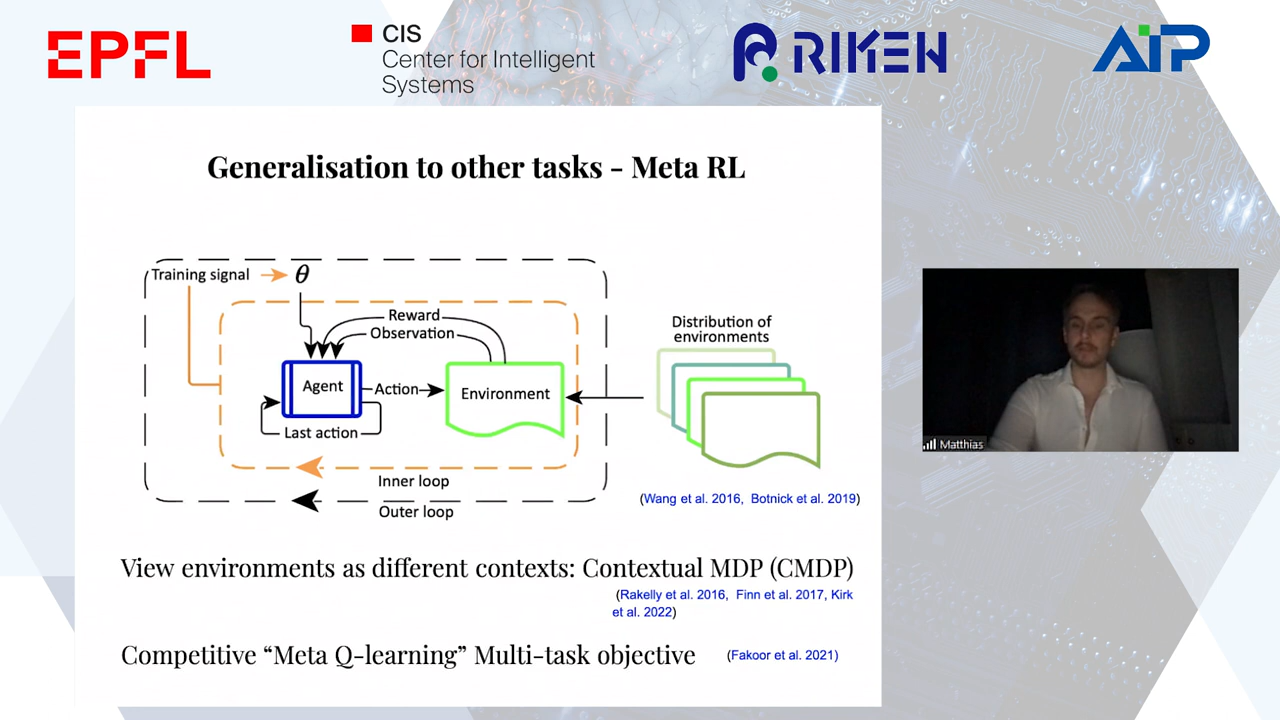 EPFL
CIS
Center for Intelligent
Systems
RIKEN
AIP
Generalisation to other tasks - Meta RL
Training signal
θ
Reward
Observation
Agent
Action
Environment
Last action
Inner loop
Outer loop
Distribution of
environments
(Wang et al. 2016, Botnick et al. 2019)
View environments as different contexts: Contextual MDP (CMDP)
(Rakelly et al. 2016, Finn et al. 2017, Kirk
et al. 2022)
Competitive “Meta Q-learning” Multi-task objective
(Fakoor et al. 2021)
Matthias